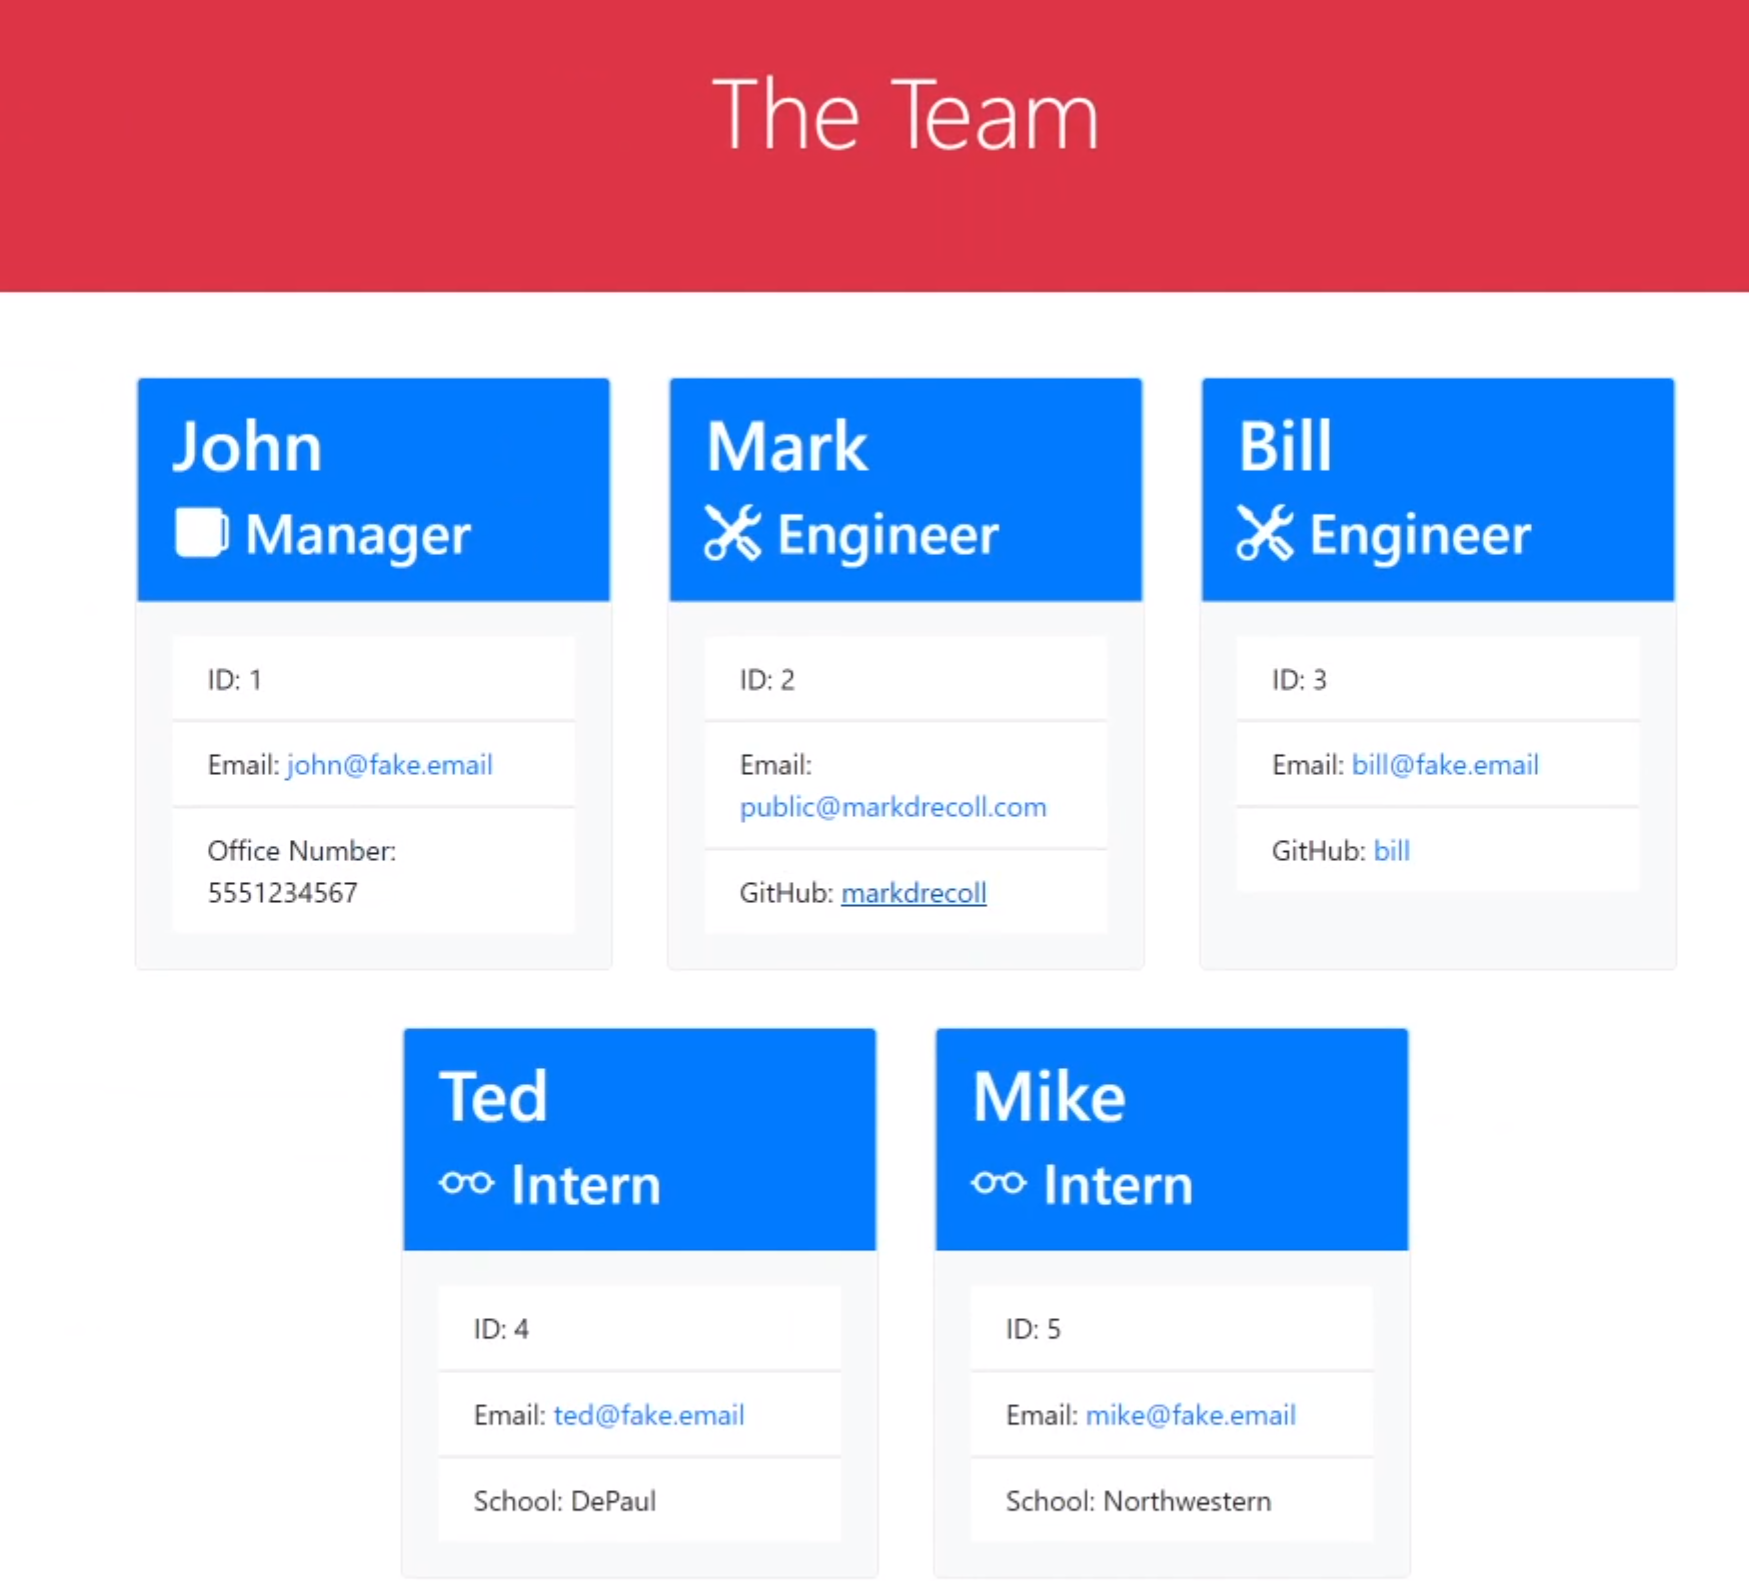 The Team
John
Manager
ID: 1
Email: john@fake.email
Office Number:
5551234567
Mark
Engineer
ID: 2
Email:
public@markdrecoll.com
GitHub: markdrecoll
Bill
Engineer
ID: 3
Email: bill@fake.email
GitHub: bill
Ted
Intern
ID: 4
Email: ted@fake.email
School: DePaul
Mike
Intern
ID: 5
Email: mike@fake.email
School: Northwestern